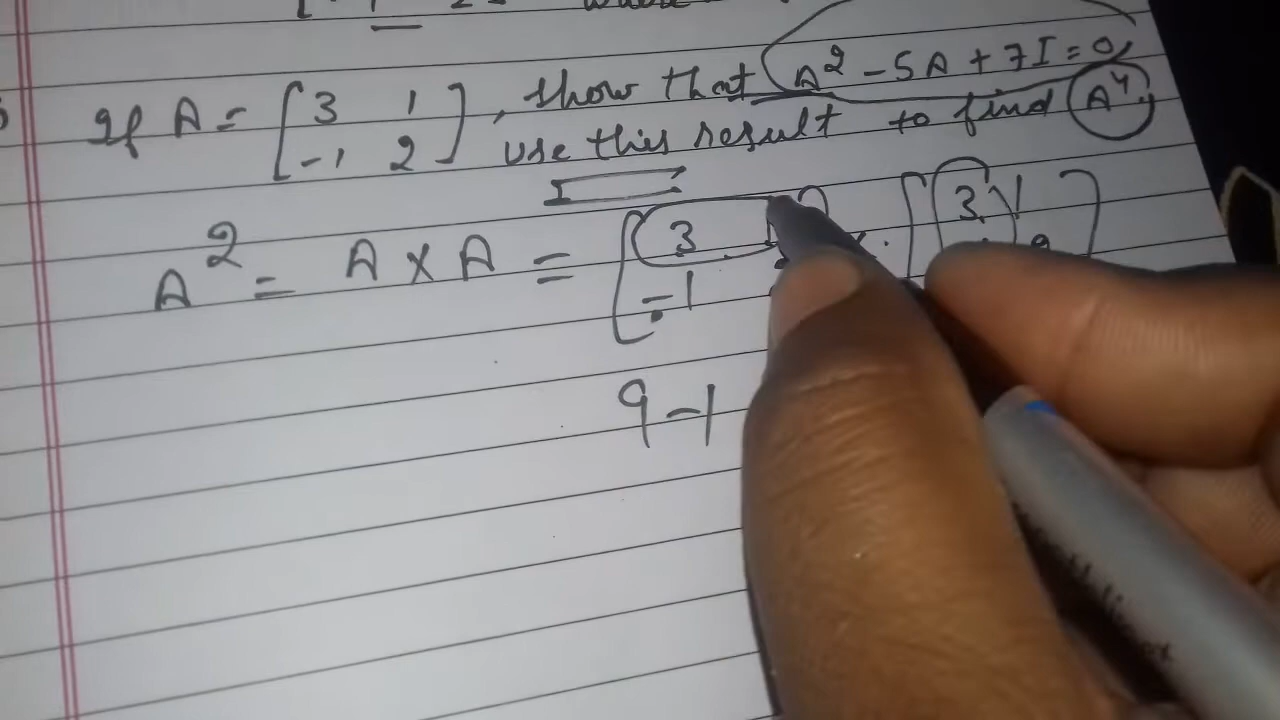 If A = [ 3 1 ] , show that A² - 5A + 7I = 0,
[ -1 2 ] use this result to find A⁴.
I
A² = A × A = [ 3 . [ 3 1 ]
-1
9 - 1